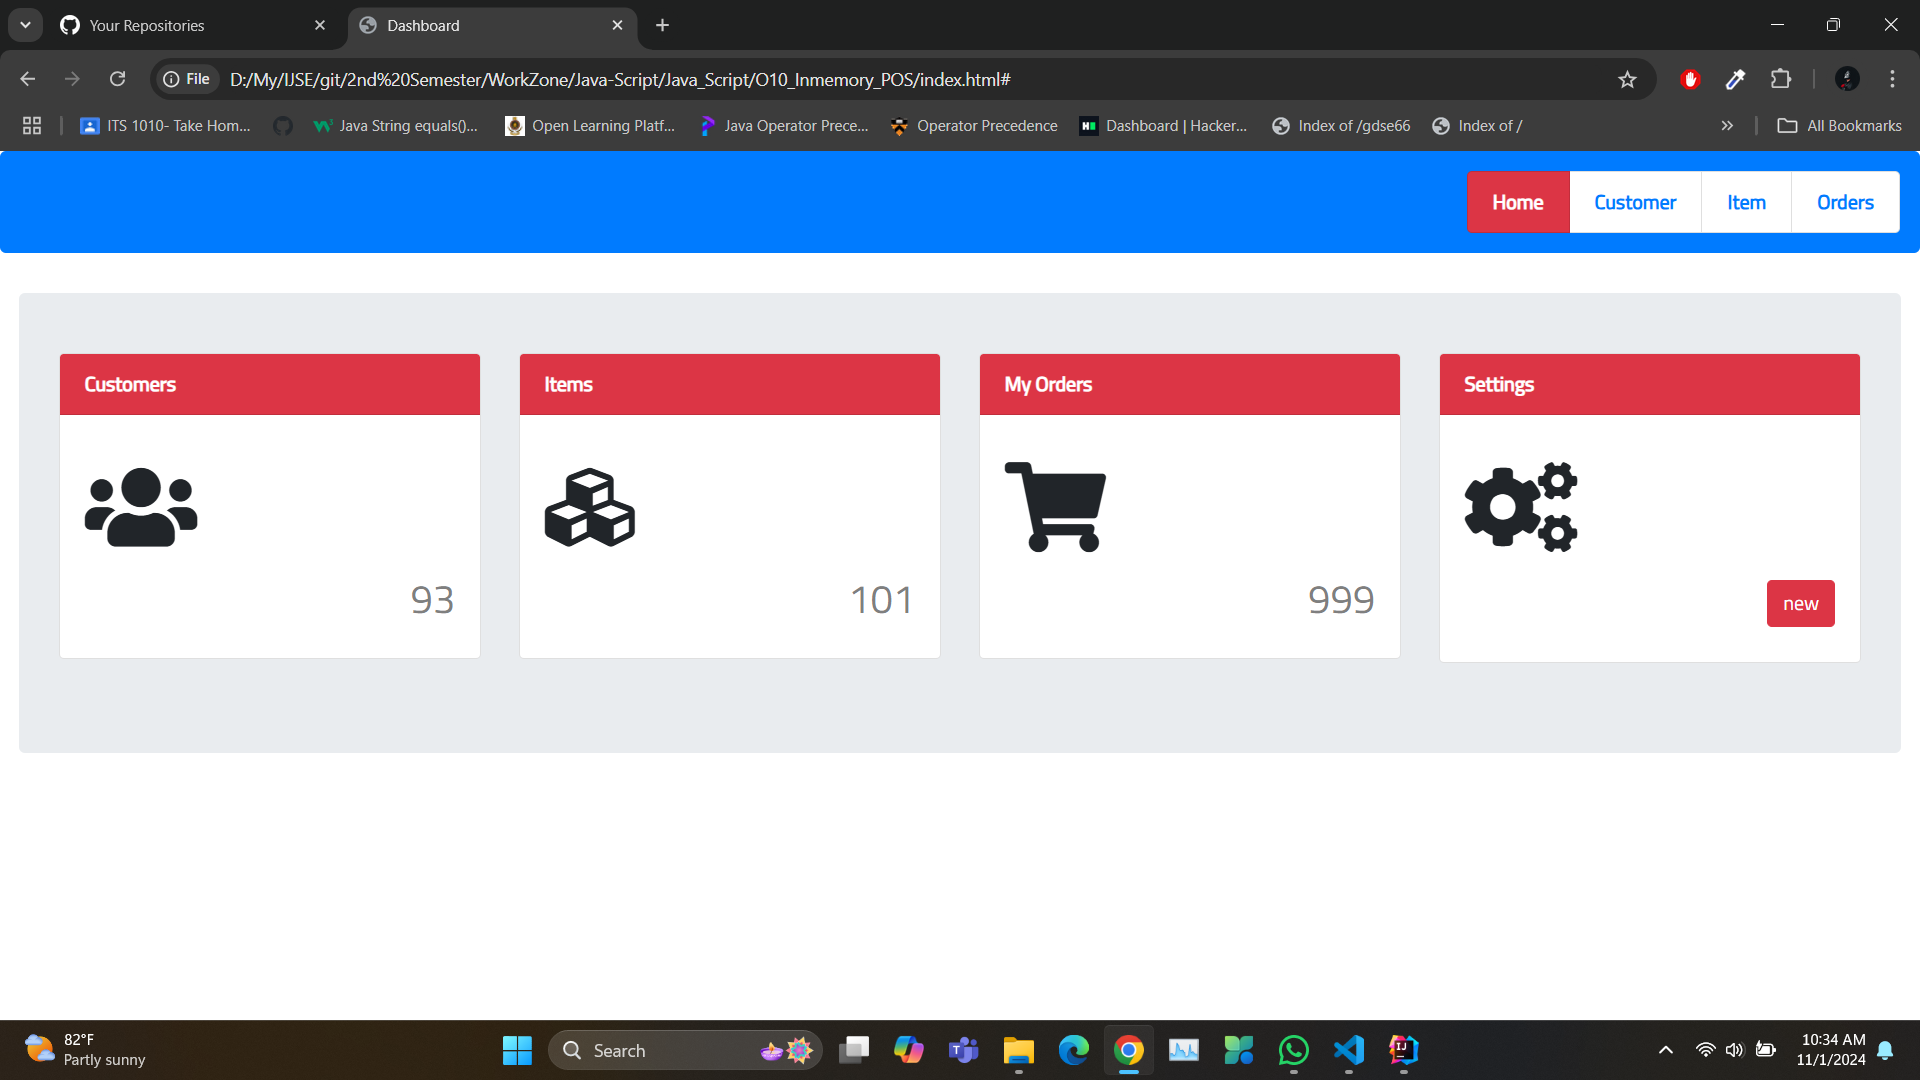 Your Repositories
Dashboard
File
D:/My/IJSE/git/2nd%20Semester/WorkZone/Java-Script/Java_Script/O10_Inmemory_POS/index.html#
ITS 1010- Take Hom...
Java String equals()...
Open Learning Platf...
Java Operator Prece...
Operator Precedence
Dashboard | Hacker...
Index of /gdse66
Index of /
All Bookmarks
Home
Customer
Item
Orders
Customers
Items
My Orders
Settings
93
101
999
new
82°F
Partly sunny
Search
10:34 AM
11/1/2024